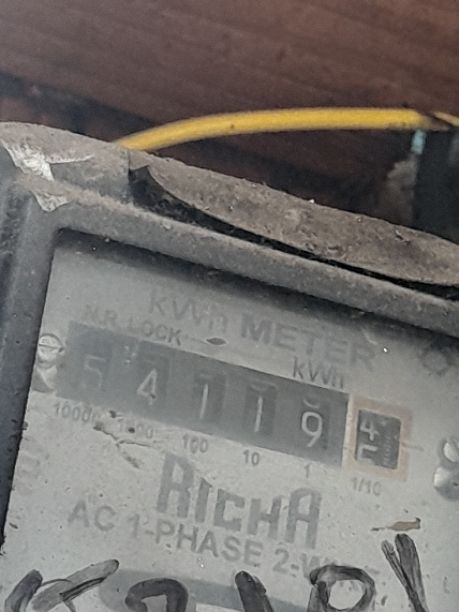 kWh METER
N.R. LOCK kWh
5 4 1 1 9 4
10000 1000 100 10 1 1/10
RICHA
AC 1-PHASE 2-W